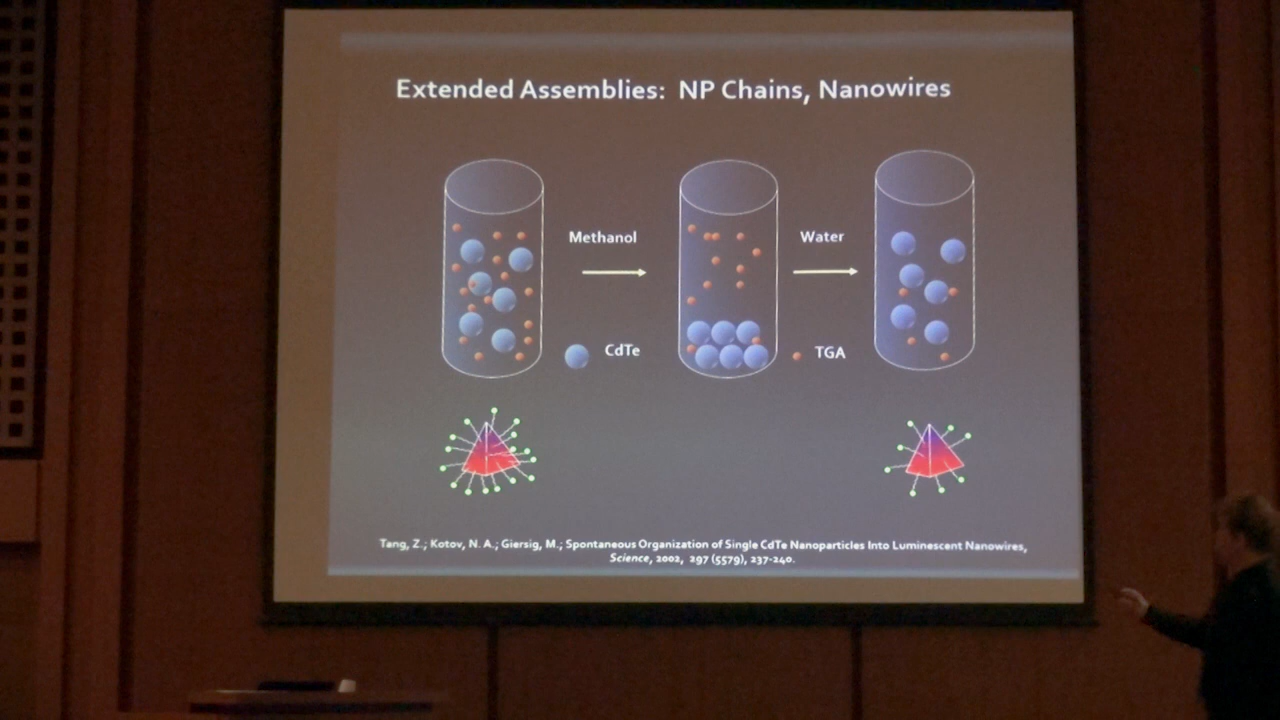 Extended Assemblies: NP Chains, Nanowires
Methanol
Water
CdTe
TGA
Tang, Z.; Kotov, N. A.; Giersig, M.; Spontaneous Organization of Single CdTe Nanoparticles Into Luminescent Nanowires,
Science, 2002, 297 (5579), 237-240.